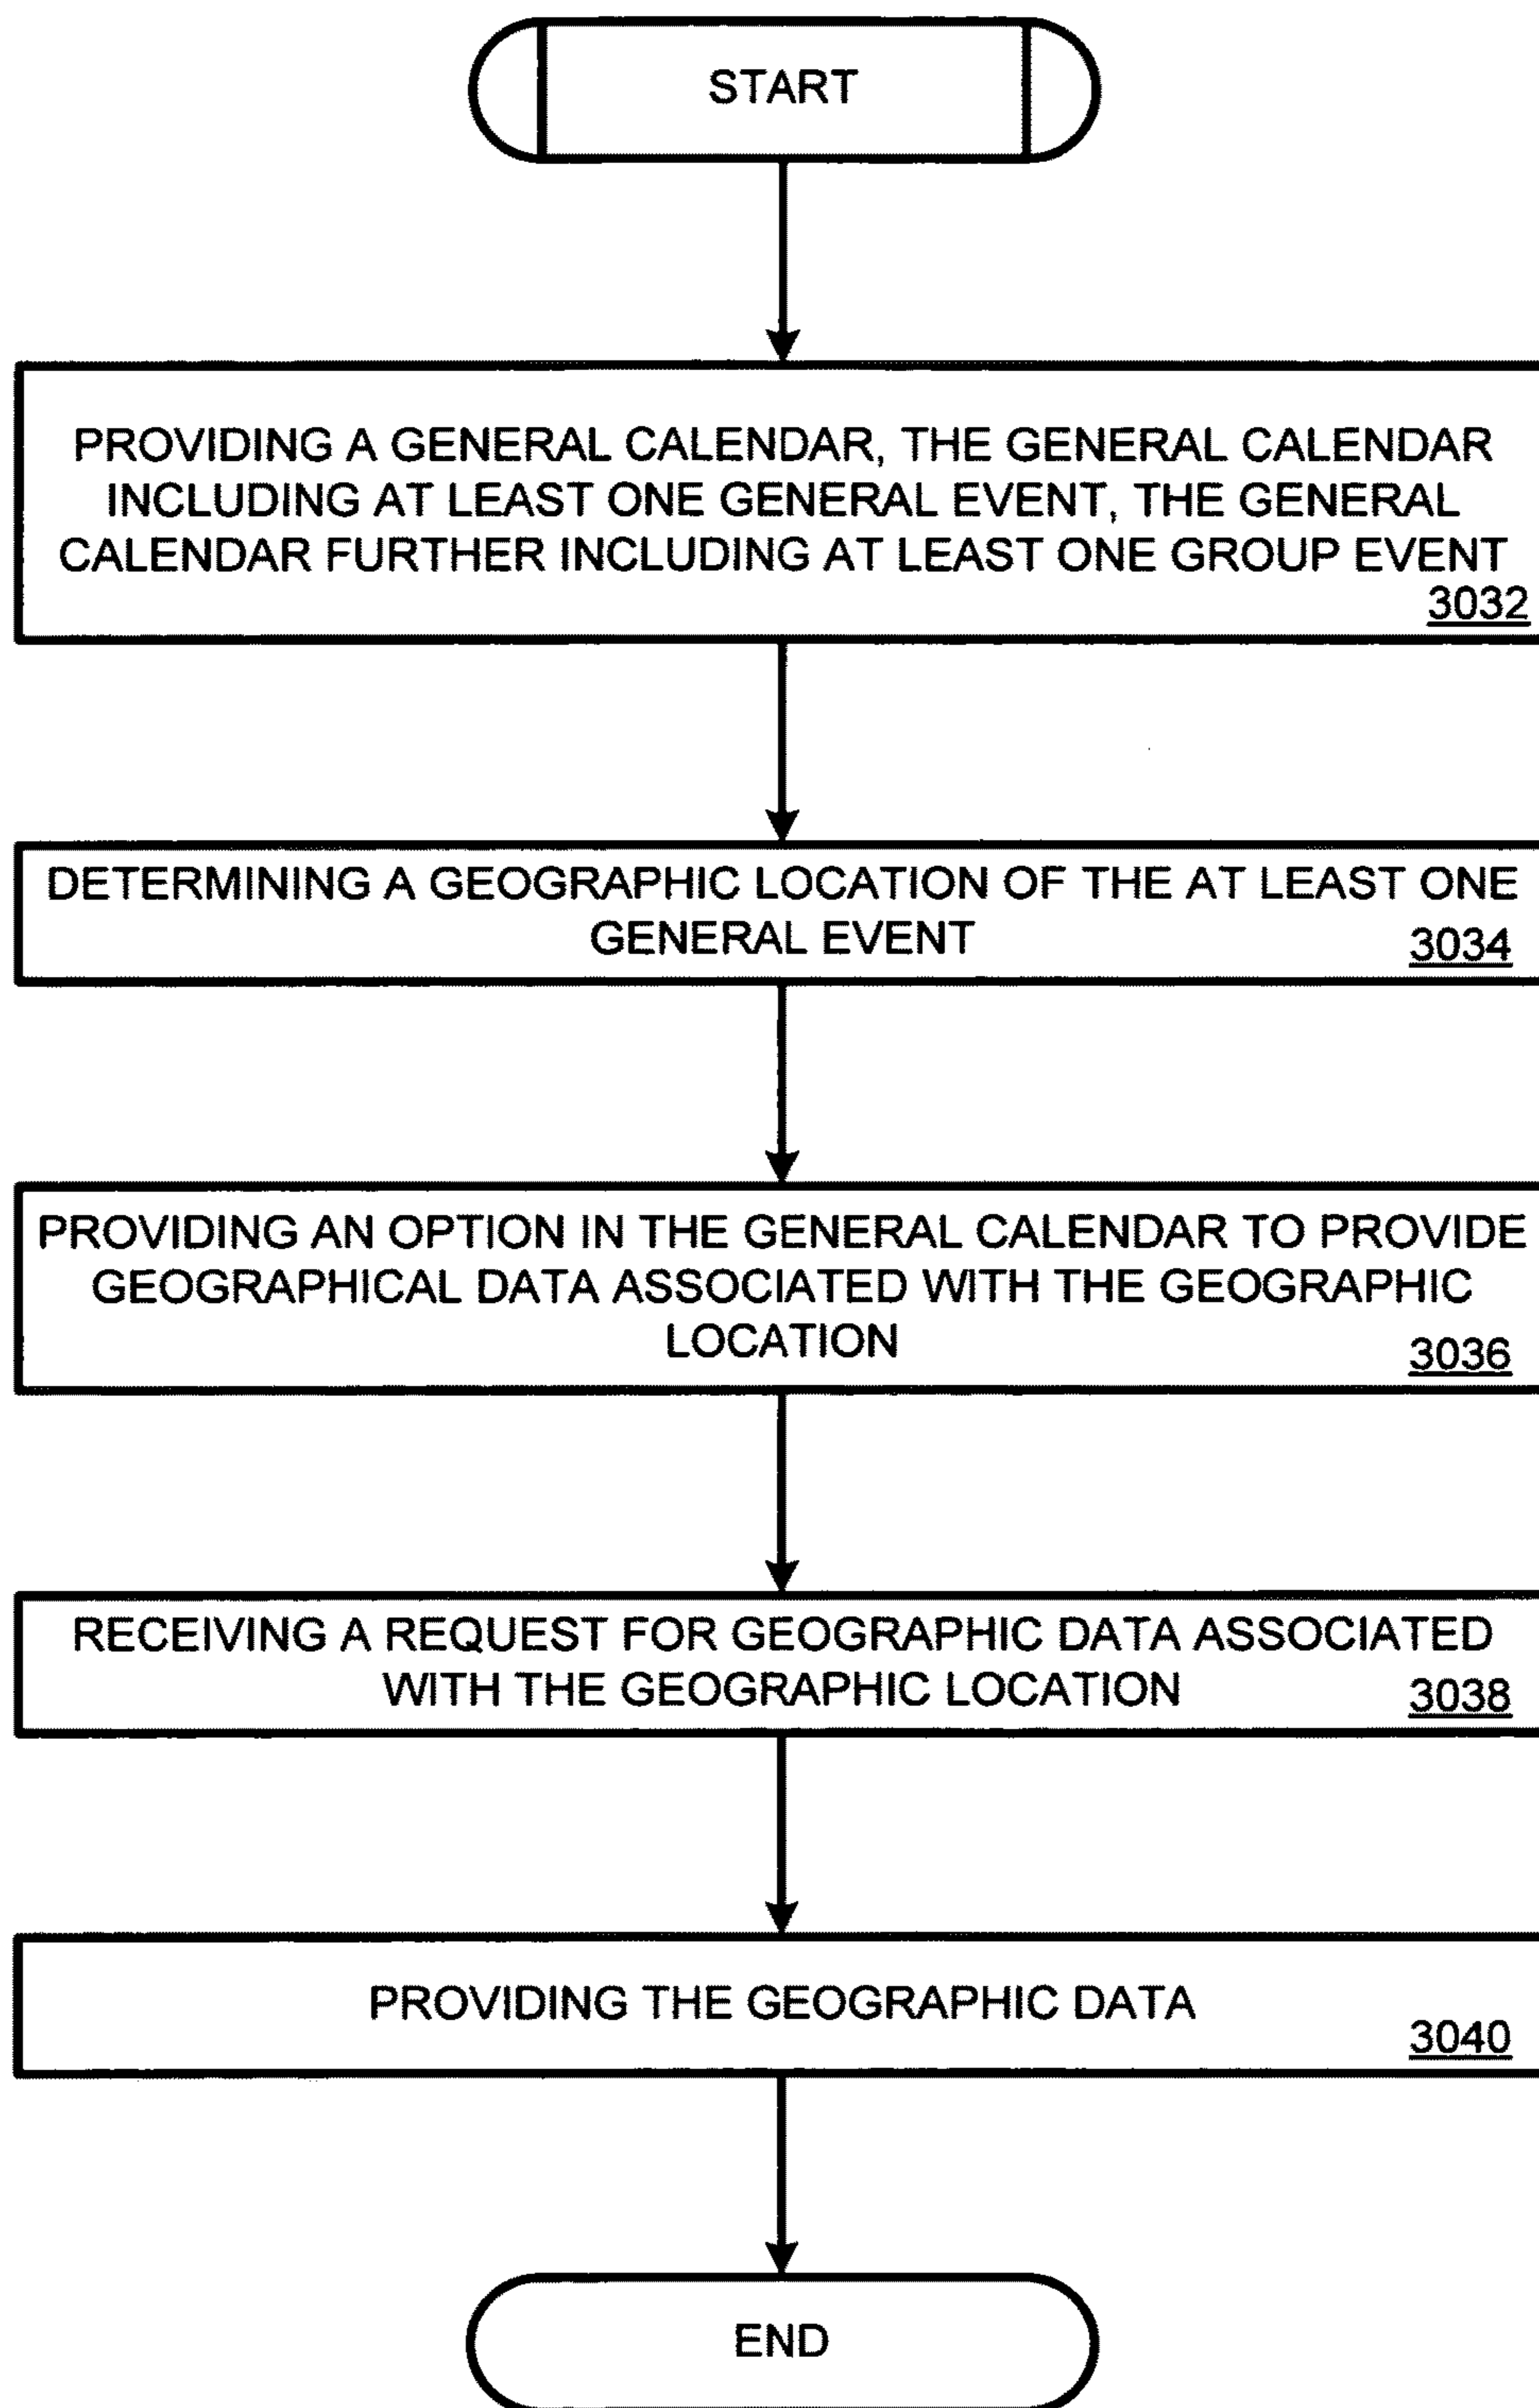 START
PROVIDING A GENERAL CALENDAR, THE GENERAL CALENDAR
INCLUDING AT LEAST ONE GENERAL EVENT, THE GENERAL
CALENDAR FURTHER INCLUDING AT LEAST ONE GROUP EVENT
3032
DETERMINING A GEOGRAPHIC LOCATION OF THE AT LEAST ONE
GENERAL EVENT
3034
PROVIDING AN OPTION IN THE GENERAL CALENDAR TO PROVIDE
GEOGRAPHICAL DATA ASSOCIATED WITH THE GEOGRAPHIC
LOCATION
3036
RECEIVING A REQUEST FOR GEOGRAPHIC DATA ASSOCIATED
WITH THE GEOGRAPHIC LOCATION
3038
PROVIDING THE GEOGRAPHIC DATA
3040
END